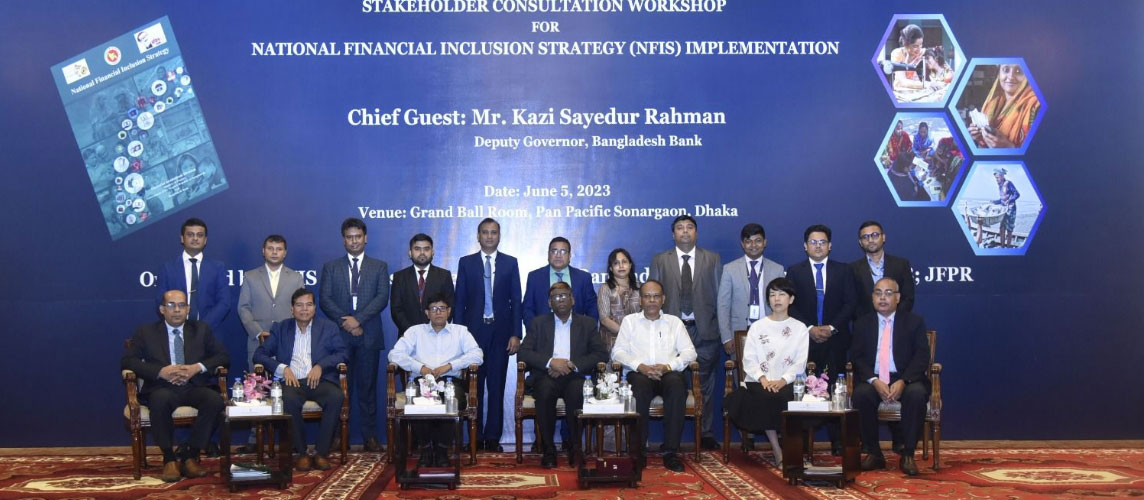 STAKEHOLDER CONSULTATION WORKSHOP
FOR
NATIONAL FINANCIAL INCLUSION STRATEGY (NFIS) IMPLEMENTATION
National Financial Inclusion Strategy
Chief Guest: Mr. Kazi Sayedur Rahman
Deputy Governor, Bangladesh Bank
Date: June 5, 2023
Venue: Grand Ball Room, Pan Pacific Sonargaon, Dhaka
JFPR